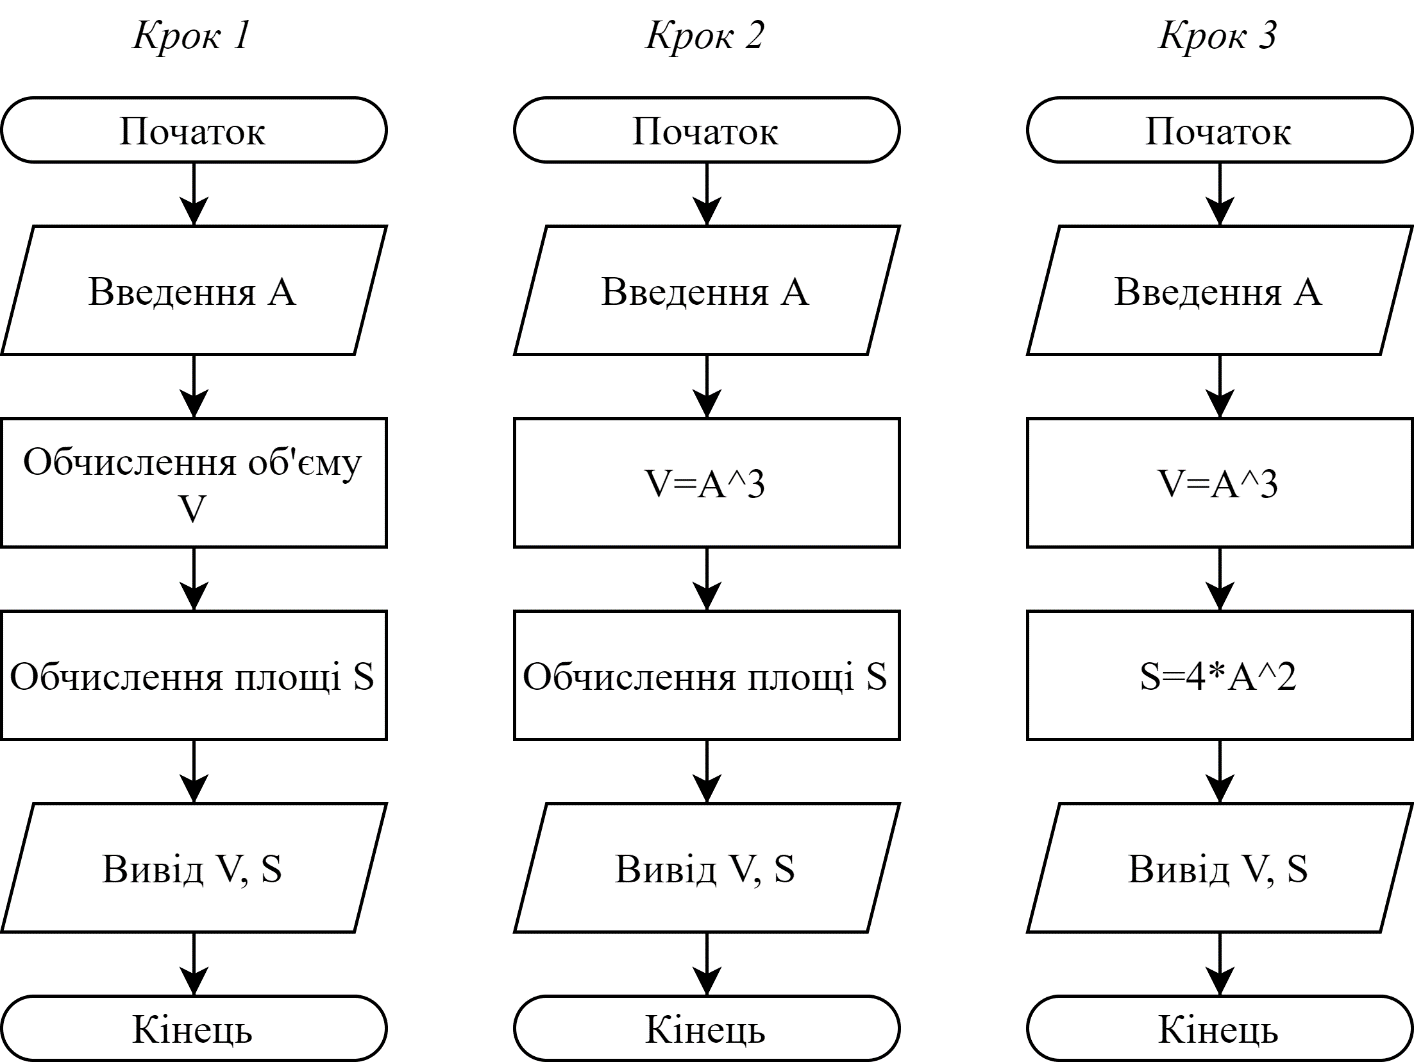 Крок 1
Початок
Введення А
Обчислення об'єму
V
Обчислення площі S
Вивід V, S
Кінець
Крок 2
Початок
Введення А
V=A^3
Обчислення площі S
Вивід V, S
Кінець
Крок 3
Початок
Введення А
V=A^3
S=4*A^2
Вивід V, S
Кінець